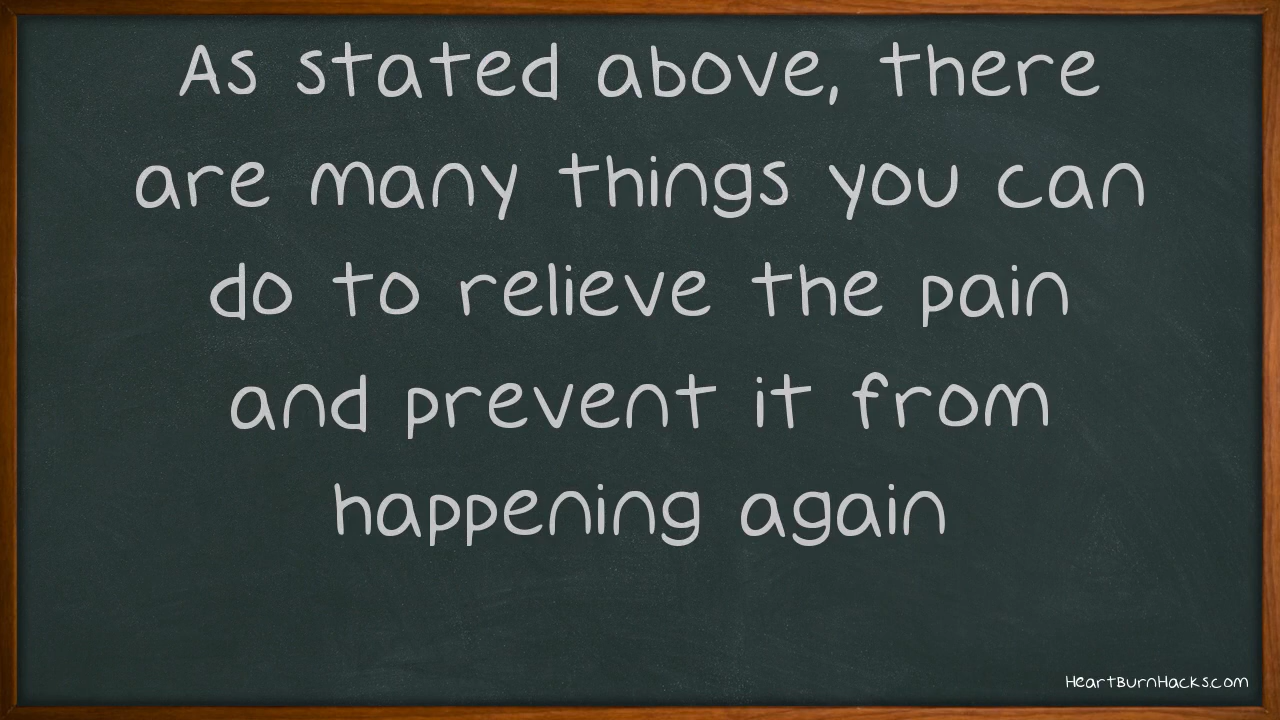 As stated above, there
are many things you can
do to relieve the pain
and prevent it from
happening again
HeartBurnHacks.com